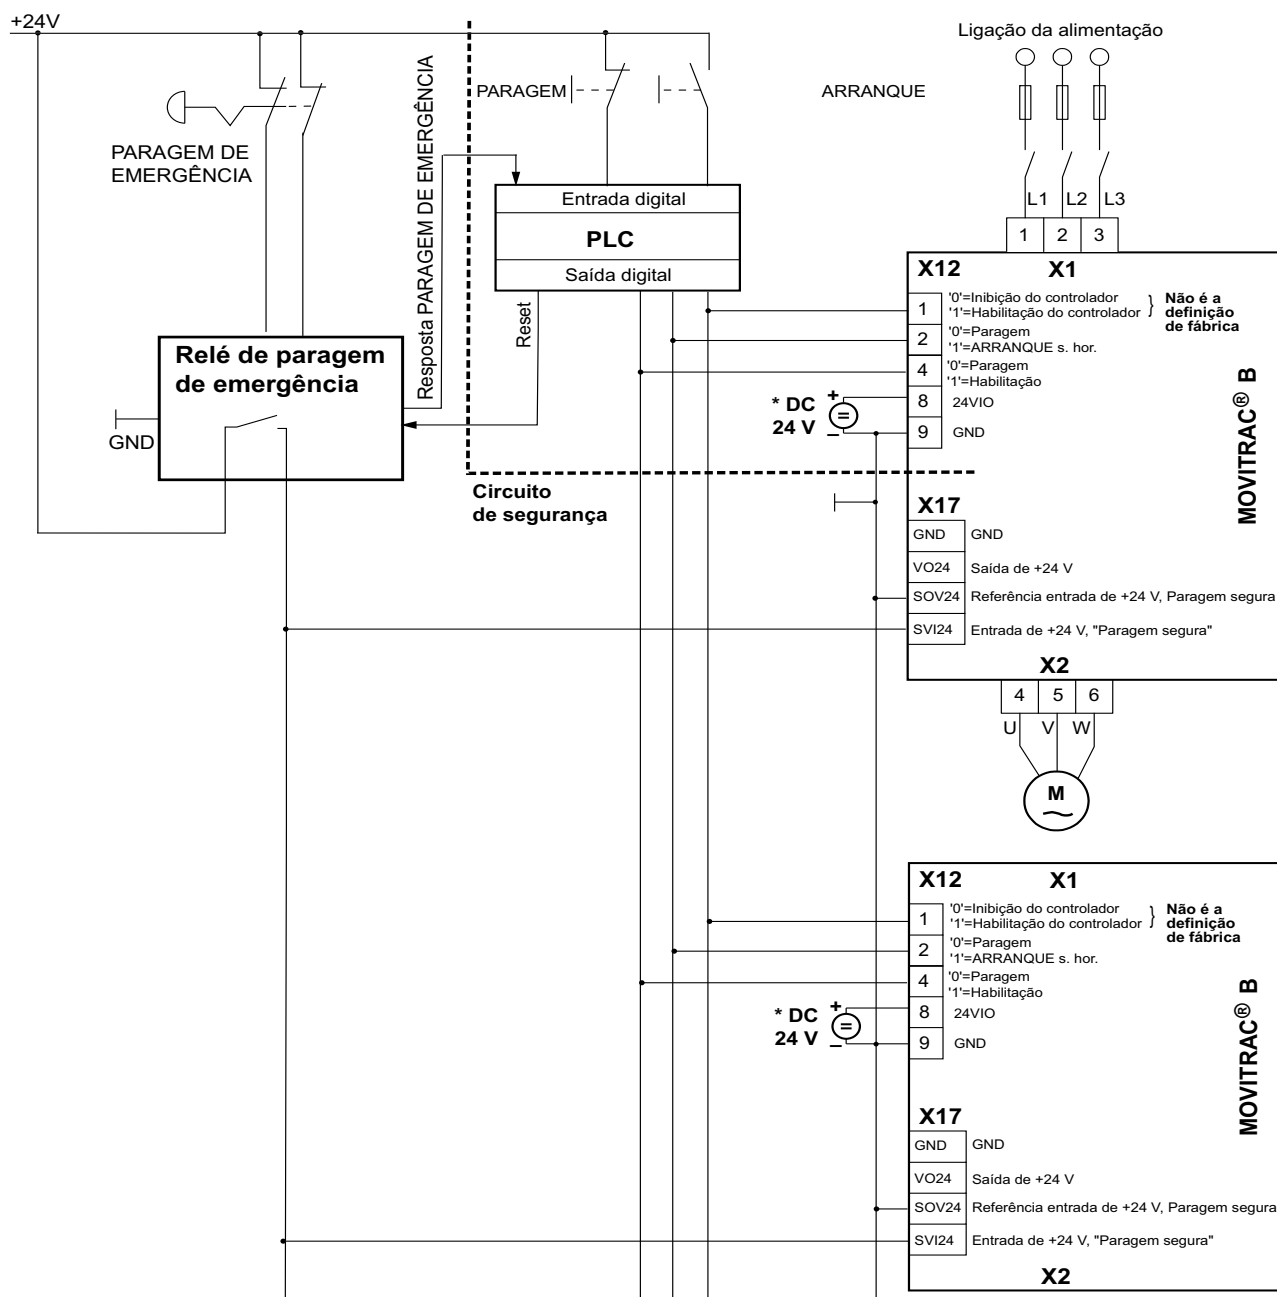 +24V
Ligação da alimentação
PARAGEM
ARRANQUE
PARAGEM DE
EMERGÊNCIA
Resposta PARAGEM DE EMERGÊNCIA
L1 L2 L3
1 2 3
Entrada digital
PLC
Saída digital
Reset
Relé de paragem
de emergência
GND
Circuito
de segurança
X12 X1
1 '0'=Inibição do controlador
'1'=Habilitação do controlador
} Não é a
definição
de fábrica
2 '0'=Paragem
'1'=ARRANQUE s. hor.
4 '0'=Paragem
'1'=Habilitação
* DC
24 V
+
=
–
8 24VIO
9 GND
MOVITRAC® B
X17
GND GND
VO24 Saída de +24 V
SOV24 Referência entrada de +24 V, Paragem segura
SVI24 Entrada de +24 V, "Paragem segura"
X2
4 5 6
U V W
M
X12 X1
1 '0'=Inibição do controlador
'1'=Habilitação do controlador
} Não é a
definição
de fábrica
2 '0'=Paragem
'1'=ARRANQUE s. hor.
4 '0'=Paragem
'1'=Habilitação
* DC
24 V
+
=
–
8 24VIO
9 GND
MOVITRAC® B
X17
GND GND
VO24 Saída de +24 V
SOV24 Referência entrada de +24 V, Paragem segura
SVI24 Entrada de +24 V, "Paragem segura"
X2